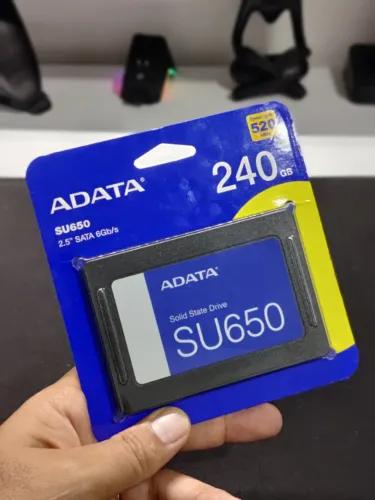 520
240 GB
ADATA®
SU650
2.5" SATA 6Gb/s
ADATA®
Solid State Drive
SU650